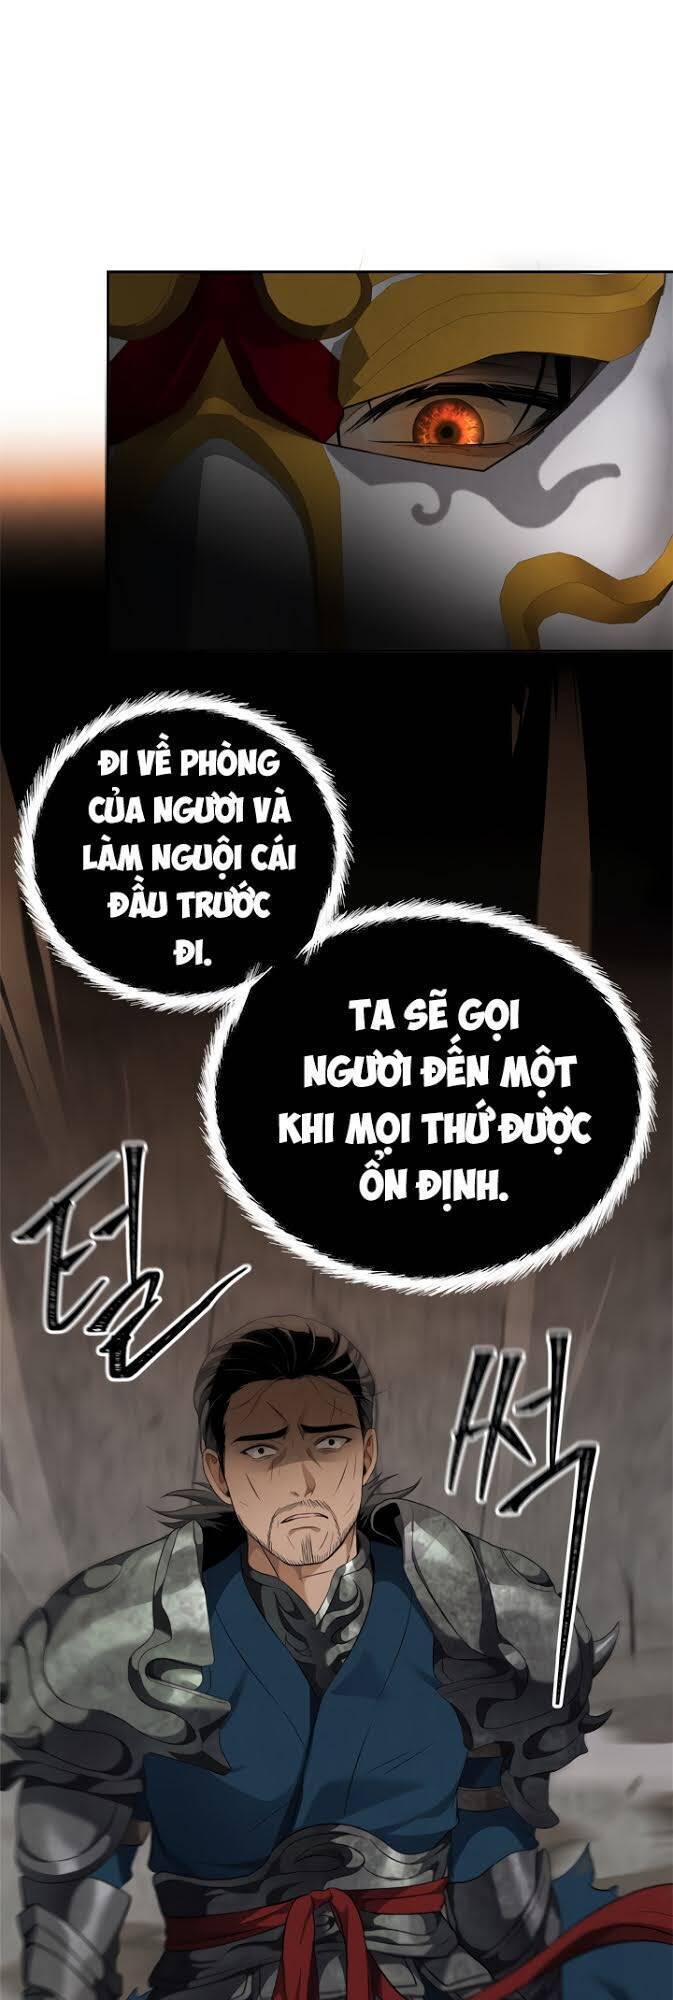 ĐI VỀ PHÒNG
CỦA NGƯƠI VÀ
LÀM NGUỘI CÁI
ĐẦU TRƯỚC
ĐI.
TA SẼ GỌI
NGƯƠI ĐẾN MỘT
KHI MỌI THỨ ĐƯỢC
ỔN ĐỊNH.
털
썩